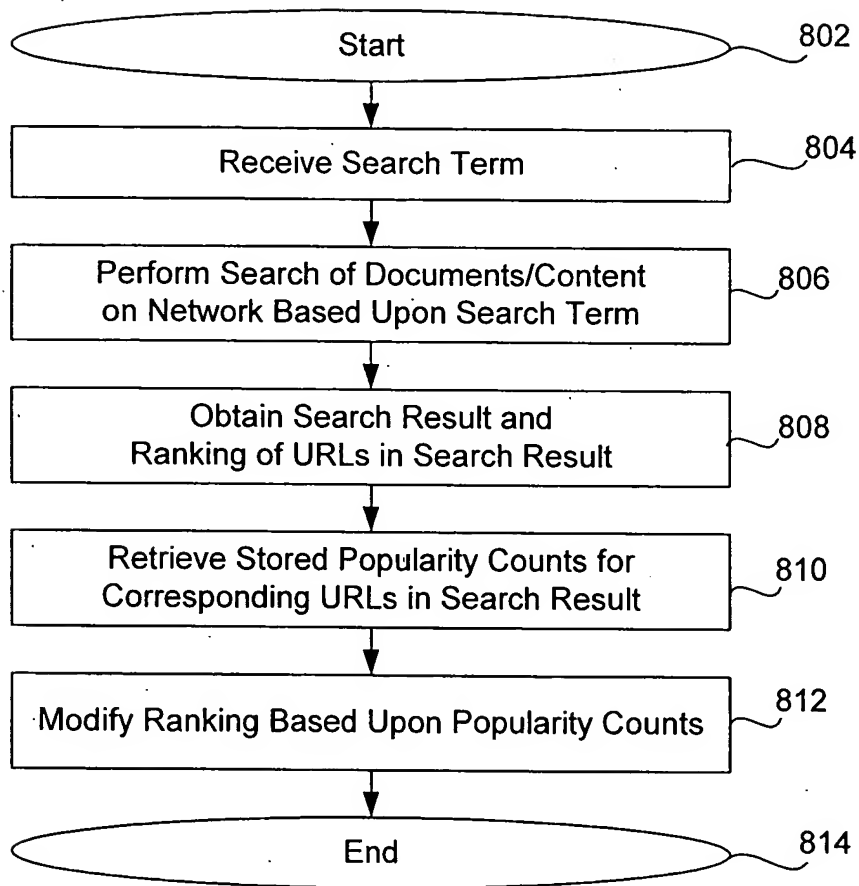 Start
802
Receive Search Term
804
Perform Search of Documents/Content
on Network Based Upon Search Term
806
Obtain Search Result and
Ranking of URLs in Search Result
808
Retrieve Stored Popularity Counts for
Corresponding URLs in Search Result
810
Modify Ranking Based Upon Popularity Counts
812
End
814